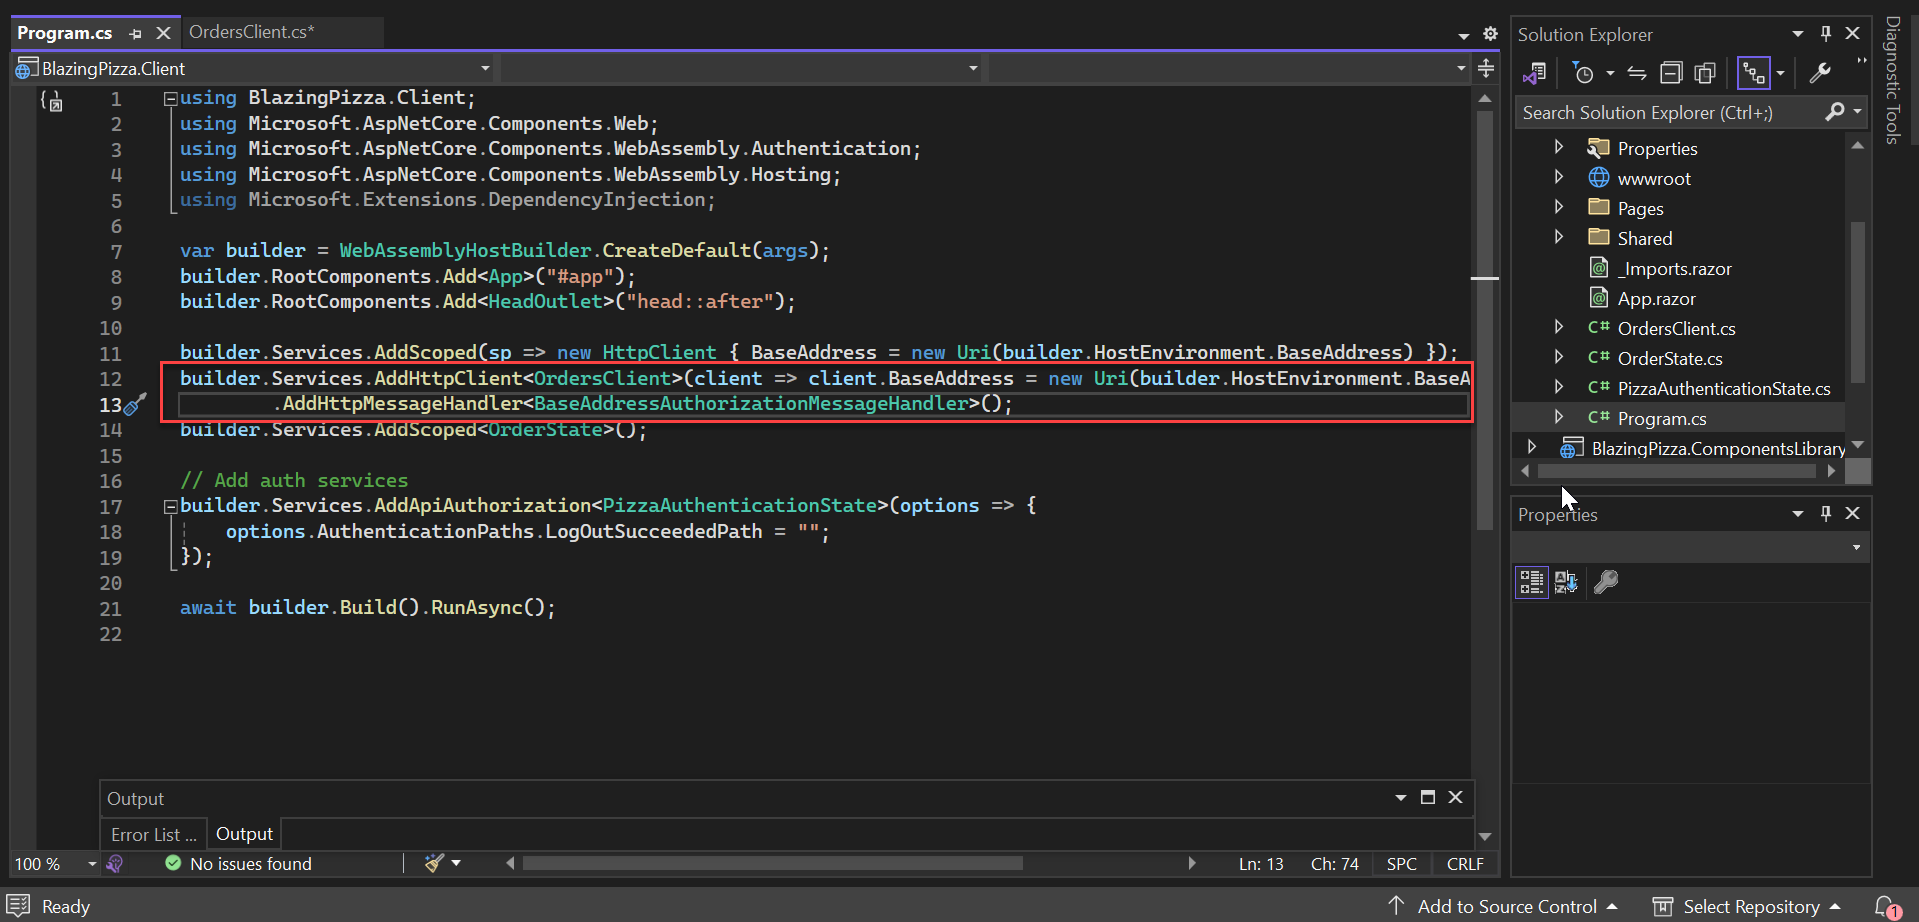 Program.cs
OrdersClient.cs*
BlazingPizza.Client
1 using BlazingPizza.Client;
2 using Microsoft.AspNetCore.Components.Web;
3 using Microsoft.AspNetCore.Components.WebAssembly.Authentication;
4 using Microsoft.AspNetCore.Components.WebAssembly.Hosting;
5 using Microsoft.Extensions.DependencyInjection;
6
7 var builder = WebAssemblyHostBuilder.CreateDefault(args);
8 builder.RootComponents.Add<App>("#app");
9 builder.RootComponents.Add<HeadOutlet>("head::after");
10
11 builder.Services.AddScoped(sp => new HttpClient { BaseAddress = new Uri(builder.HostEnvironment.BaseAddress) });
12 builder.Services.AddHttpClient<OrdersClient>(client => client.BaseAddress = new Uri(builder.HostEnvironment.BaseA
13 .AddHttpMessageHandler<BaseAddressAuthorizationMessageHandler>();
14 builder.Services.AddScoped<OrderState>();
15
16 // Add auth services
17 builder.Services.AddApiAuthorization<PizzaAuthenticationState>(options => {
18 options.AuthenticationPaths.LogOutSucceededPath = "";
19 });
20
21 await builder.Build().RunAsync();
22
Output
Error List ...
Output
100 %
No issues found
Ln: 13
Ch: 74
SPC
CRLF
Solution Explorer
Search Solution Explorer (Ctrl+;)
Properties
wwwroot
Pages
Shared
_Imports.razor
App.razor
C# OrdersClient.cs
C# OrderState.cs
C# PizzaAuthenticationState.cs
C# Program.cs
BlazingPizza.ComponentsLibrary
Properties
Diagnostic Tools
Ready
Add to Source Control
Select Repository
1